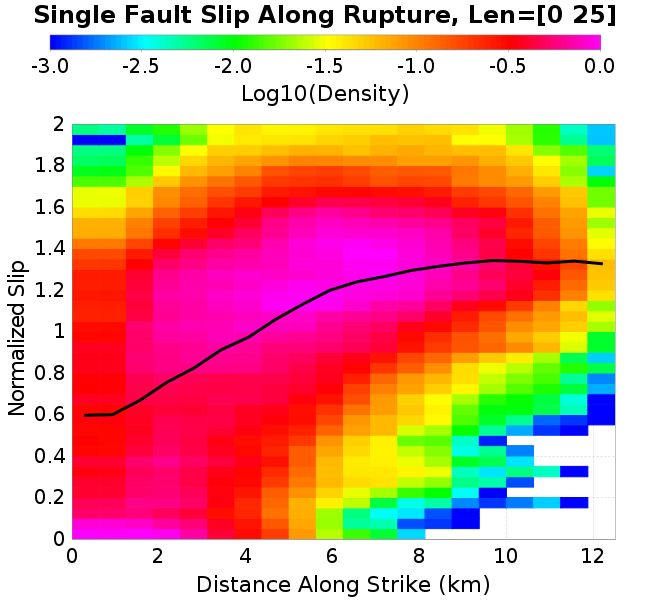 Single Fault Slip Along Rupture, Len=[0 25]
-3.0 -2.5 -2.0 -1.5 -1.0 -0.5 0.0
Log10(Density)
Normalized Slip
2
1.8
1.6
1.4
1.2
1
0.8
0.6
0.4
0.2
0
0 2 4 6 8 10 12
Distance Along Strike (km)